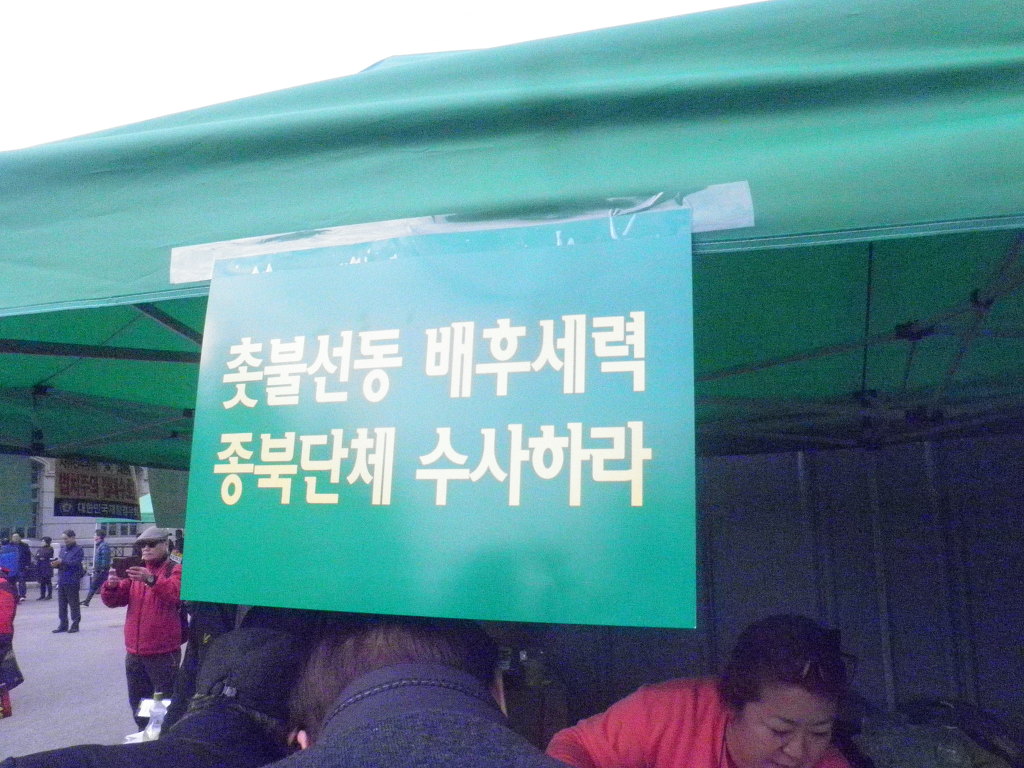 촛불선동 배후세력
종북단체 수사하라